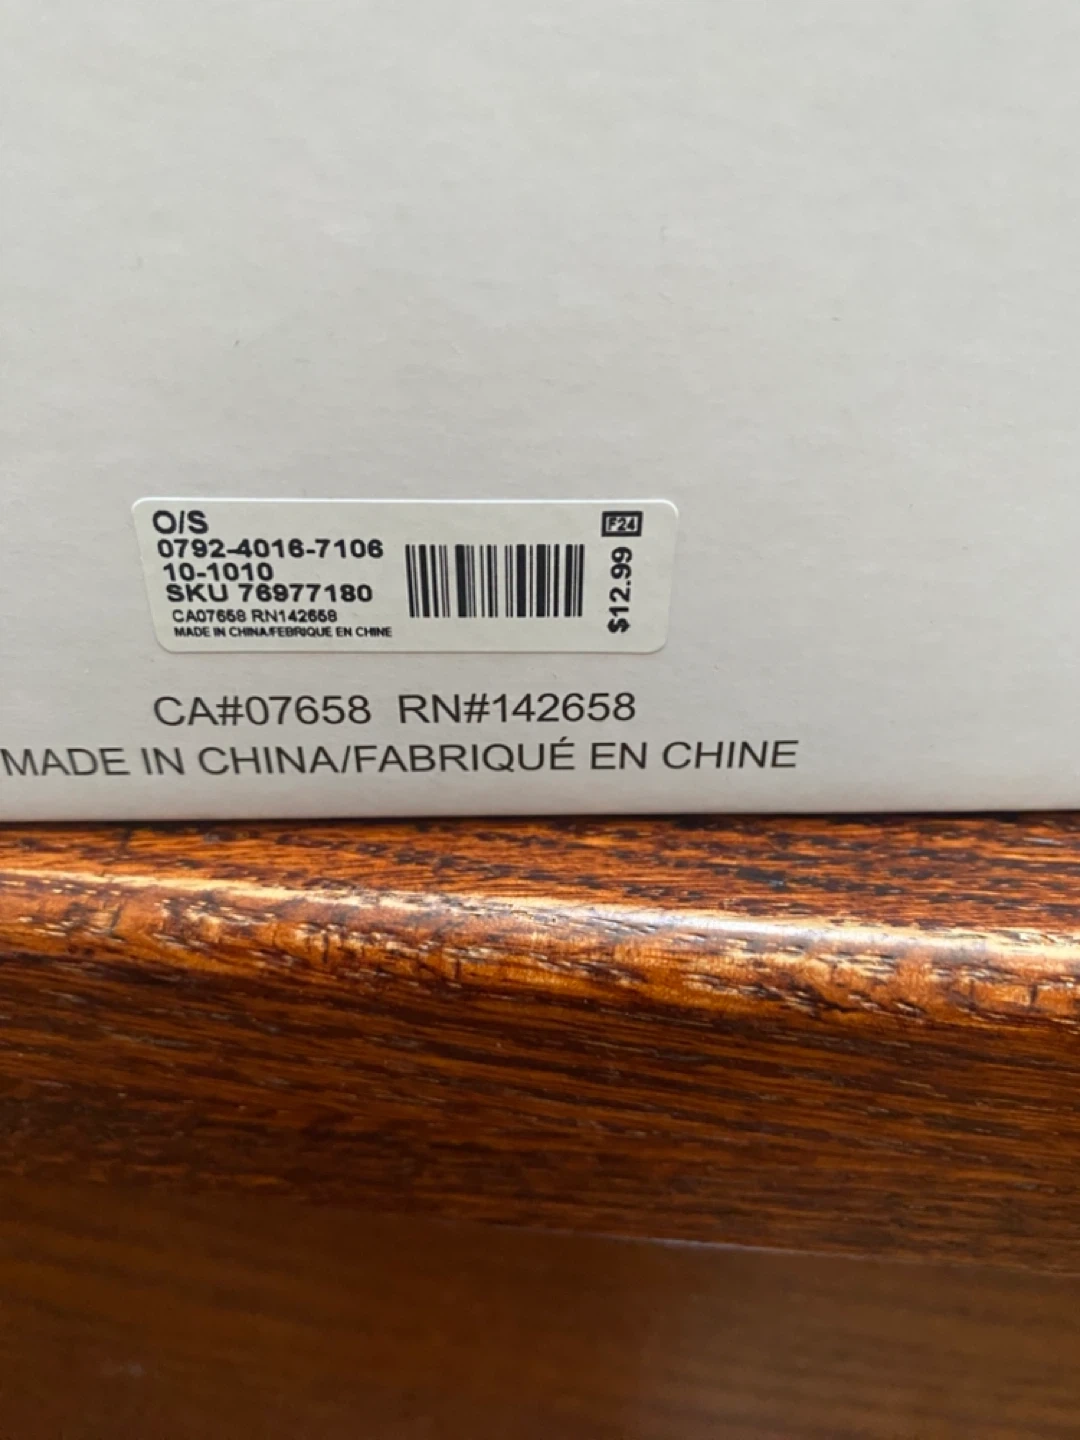 O/S
0792-4016-7106
10-1010
SKU 76977180
CA07658 RN142658
MADE IN CHINA/FEBRIQUE EN CHINE
F24
$12.99
CA#07658 RN#142658
MADE IN CHINA/FABRIQUÉ EN CHINE